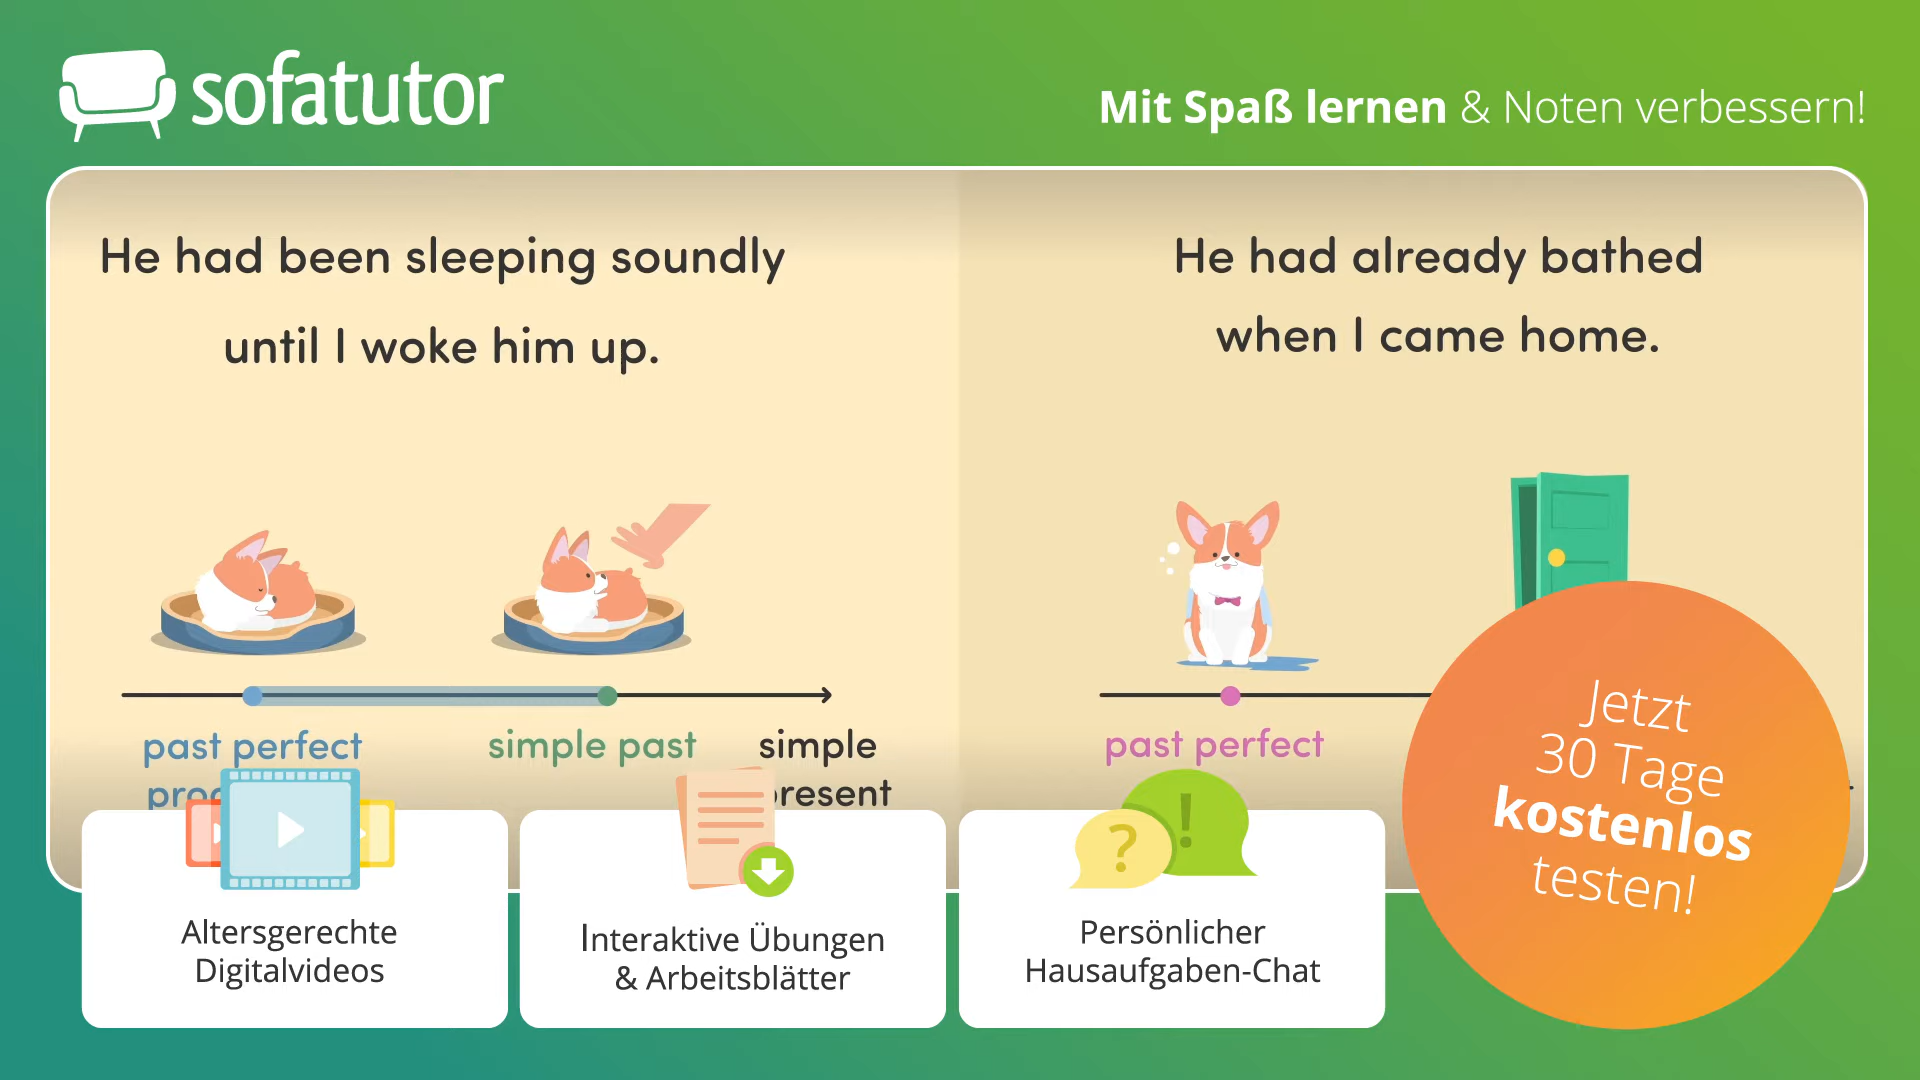 sofatutor
Mit Spaß lernen & Noten verbessern!
He had been sleeping soundly
until I woke him up.
He had already bathed
when I came home.
past perfect
simple past
simple
present
past perfect
Jetzt
30 Tage
kostenlos
testen!
?
!
Altersgerechte
Digitalvideos
Interaktive Übungen
& Arbeitsblätter
Persönlicher
Hausaufgaben-Chat